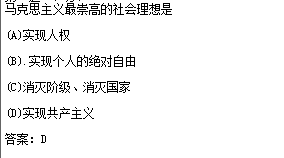 马克思主义最崇高的社会理想是
(A)实现人权
(B).实现个人的绝对自由
(C)消灭阶级、消灭国家
(D)实现共产主义
答案：D